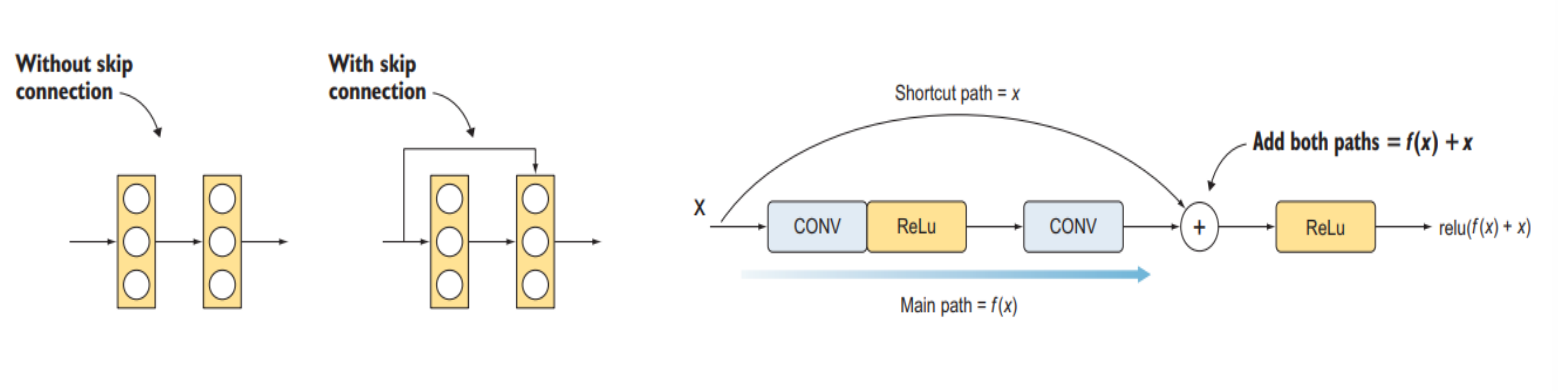 Without skip
connection
With skip
connection
Shortcut path = x
Add both paths = f(x) + x
X
CONV
ReLu
CONV
+
ReLu
relu(f(x) + x)
Main path = f(x)